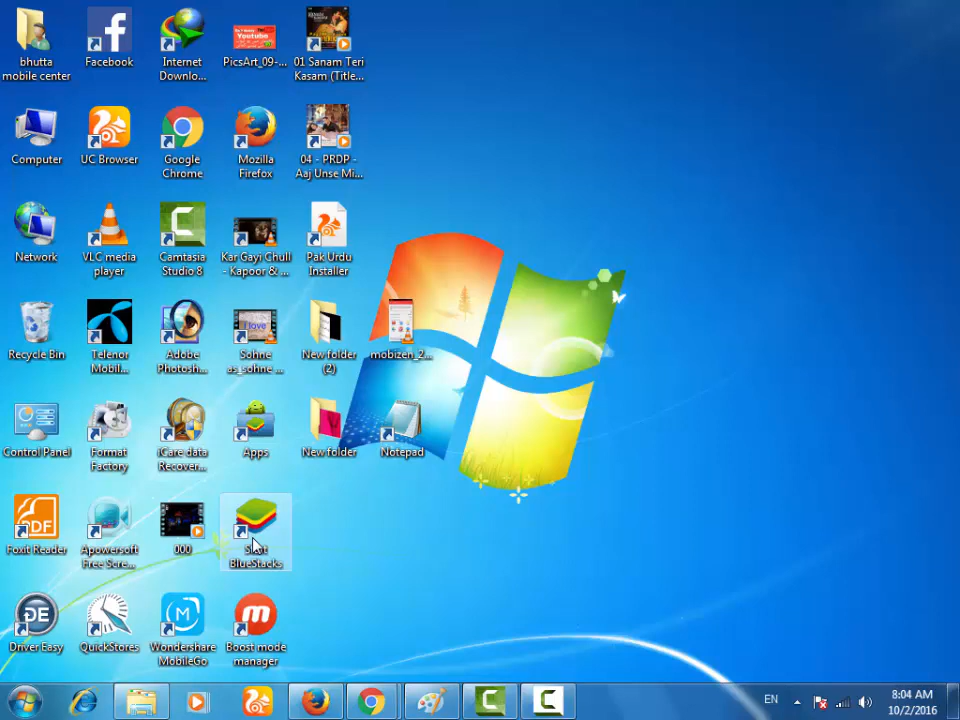 bhutta
mobile center
Facebook
Internet
Downlo...
PicsArt_09-...
01 Sanam Teri
Kasam (Title...
Computer
UC Browser
Google
Chrome
Mozilla
Firefox
04 - PRDP -
Aaj Unse Mi...
Network
VLC media
player
Camtasia
Studio 8
Kar Gayi Chull
- Kapoor & ...
Pak Urdu
Installer
Recycle Bin
Telenor
Mobil...
Adobe
Photosh...
Sohne
as_sohne ...
New folder
(2)
mobizen_2...
Control Panel
Format
Factory
iCare data
Recover...
Apps
New folder
Notepad
PDF
Foxit Reader
Apowersoft
Free Scre...
000
Start
BlueStacks
DE
Driver Easy
QuickStores
Wondershare
MobileGo
Boost mode
manager
EN
8:04 AM
10/2/2016